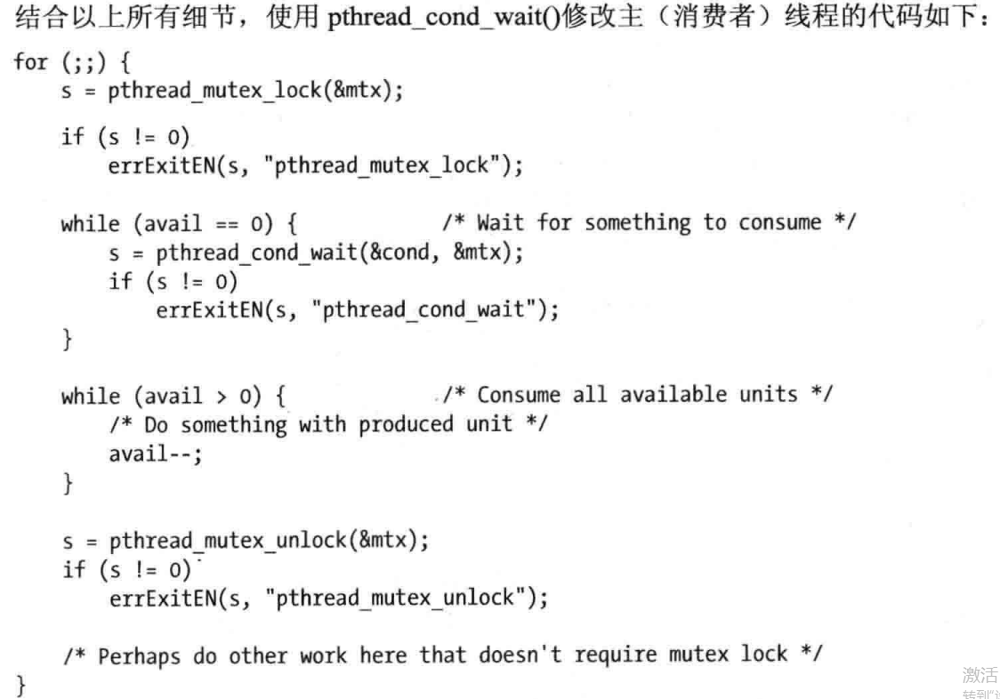 结合以上所有细节，使用 pthread_cond_wait()修改主（消费者）线程的代码如下：
for (;;) {
    s = pthread_mutex_lock(&mtx);
    if (s != 0)
        errExitEN(s, "pthread_mutex_lock");
    while (avail == 0) {            /* Wait for something to consume */
        s = pthread_cond_wait(&cond, &mtx);
        if (s != 0)
            errExitEN(s, "pthread_cond_wait");
    }
    while (avail > 0) {             /* Consume all available units */
        /* Do something with produced unit */
        avail--;
    }
    s = pthread_mutex_unlock(&mtx);
    if (s != 0)
        errExitEN(s, "pthread_mutex_unlock");
    /* Perhaps do other work here that doesn't require mutex lock */
}
激活